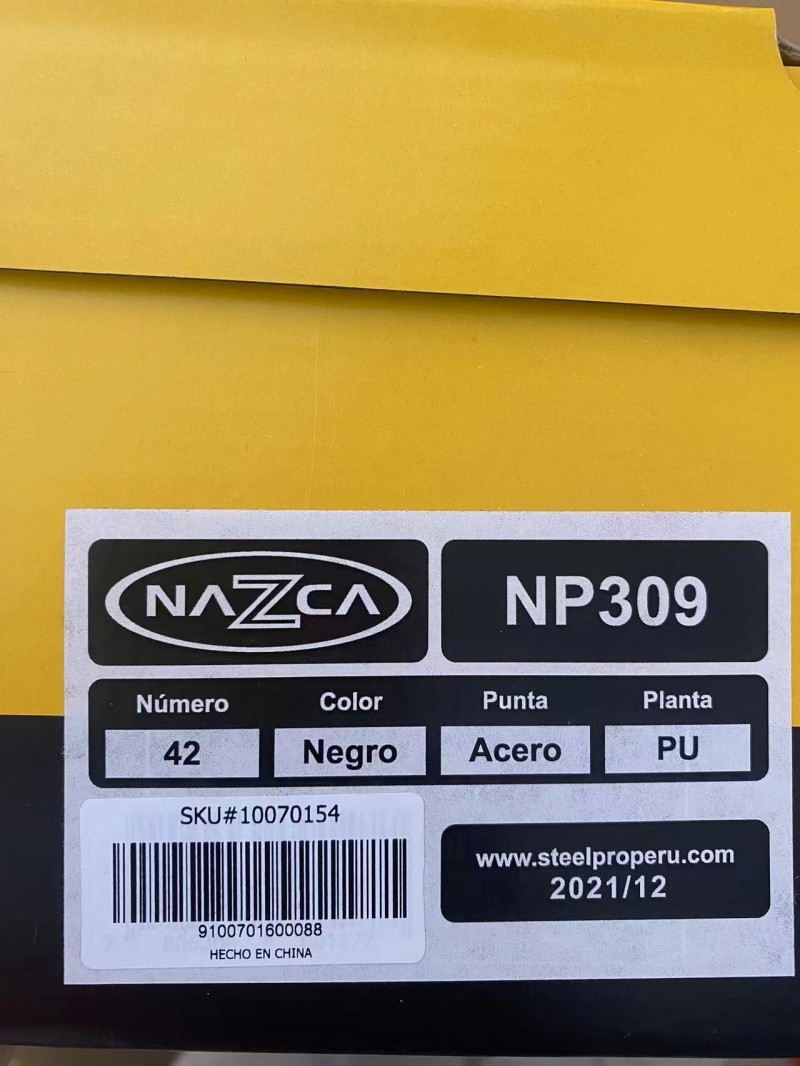 NAZCA
NP309
Número Color Punta Planta
42 Negro Acero PU
SKU#10070154
9100701600088
HECHO EN CHINA
www.steelproperu.com
2021/12